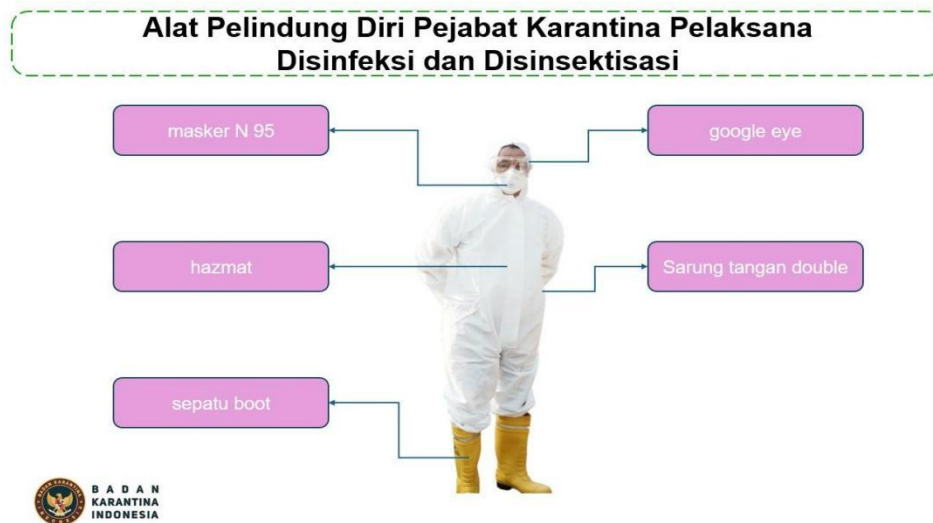 Alat Pelindung Diri Pejabat Karantina Pelaksana
Disinfeksi dan Disinsektisasi
masker N 95
google eye
hazmat
Sarung tangan double
sepatu boot
BADAN
KARANTINA
INDONESIA